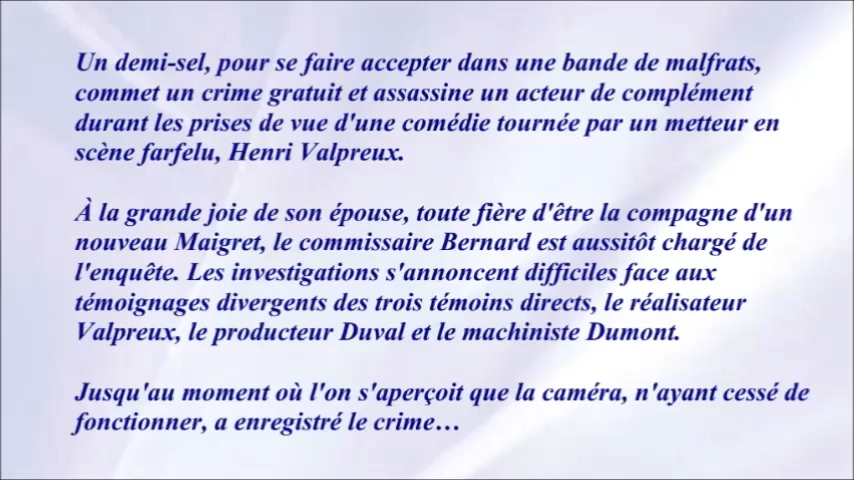 Un demi-sel, pour se faire accepter dans une bande de malfrats,
commet un crime gratuit et assassine un acteur de complément
durant les prises de vue d'une comédie tournée par un metteur en
scène farfelu, Henri Valpreux.
À la grande joie de son épouse, toute fière d'être la compagne d'un
nouveau Maigret, le commissaire Bernard est aussitôt chargé de
l'enquête. Les investigations s'annoncent difficiles face aux
témoignages divergents des trois témoins directs, le réalisateur
Valpreux, le producteur Duval et le machiniste Dumont.
Jusqu'au moment où l'on s'aperçoit que la caméra, n'ayant cessé de
fonctionner, a enregistré le crime…